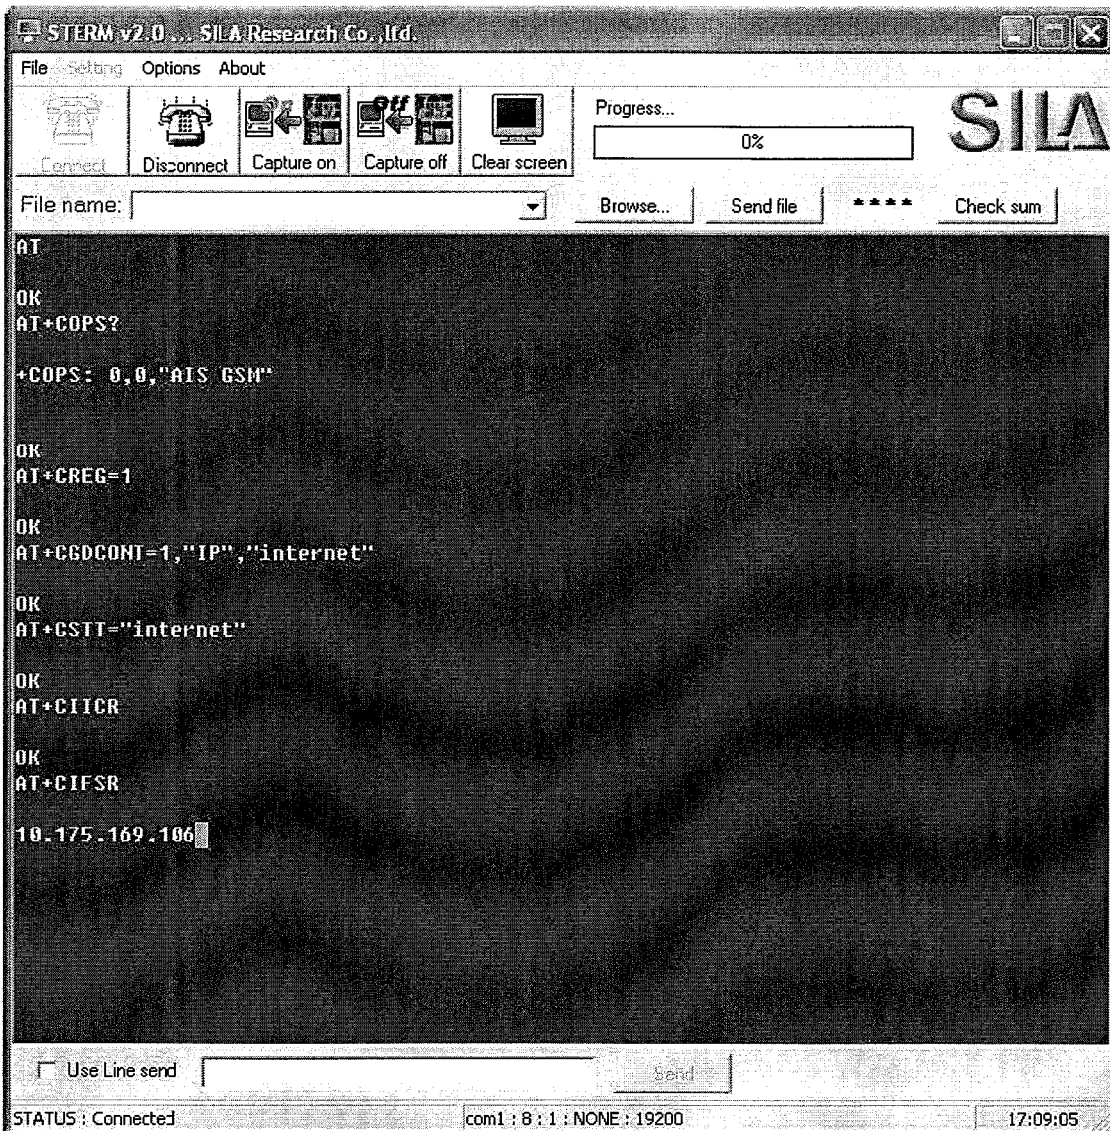 STERM v2.0 ... SILA Research Co.,ltd.
File Setting Options About
Connect Disconnect Capture on Off Capture off Clear screen
Progress...
0%
SILA
File name: Browse... Send file **** Check sum
AT
OK
AT+COPS?
+COPS: 0,0,"AIS GSM"
OK
AT+CREG=1
OK
AT+CGDCONT=1,"IP","internet"
OK
AT+CSTT="internet"
OK
AT+CIICR
OK
AT+CIFSR
10.175.169.106
Use Line send Send
STATUS : Connected com1 : 8 : 1 : NONE : 19200 17:09:05